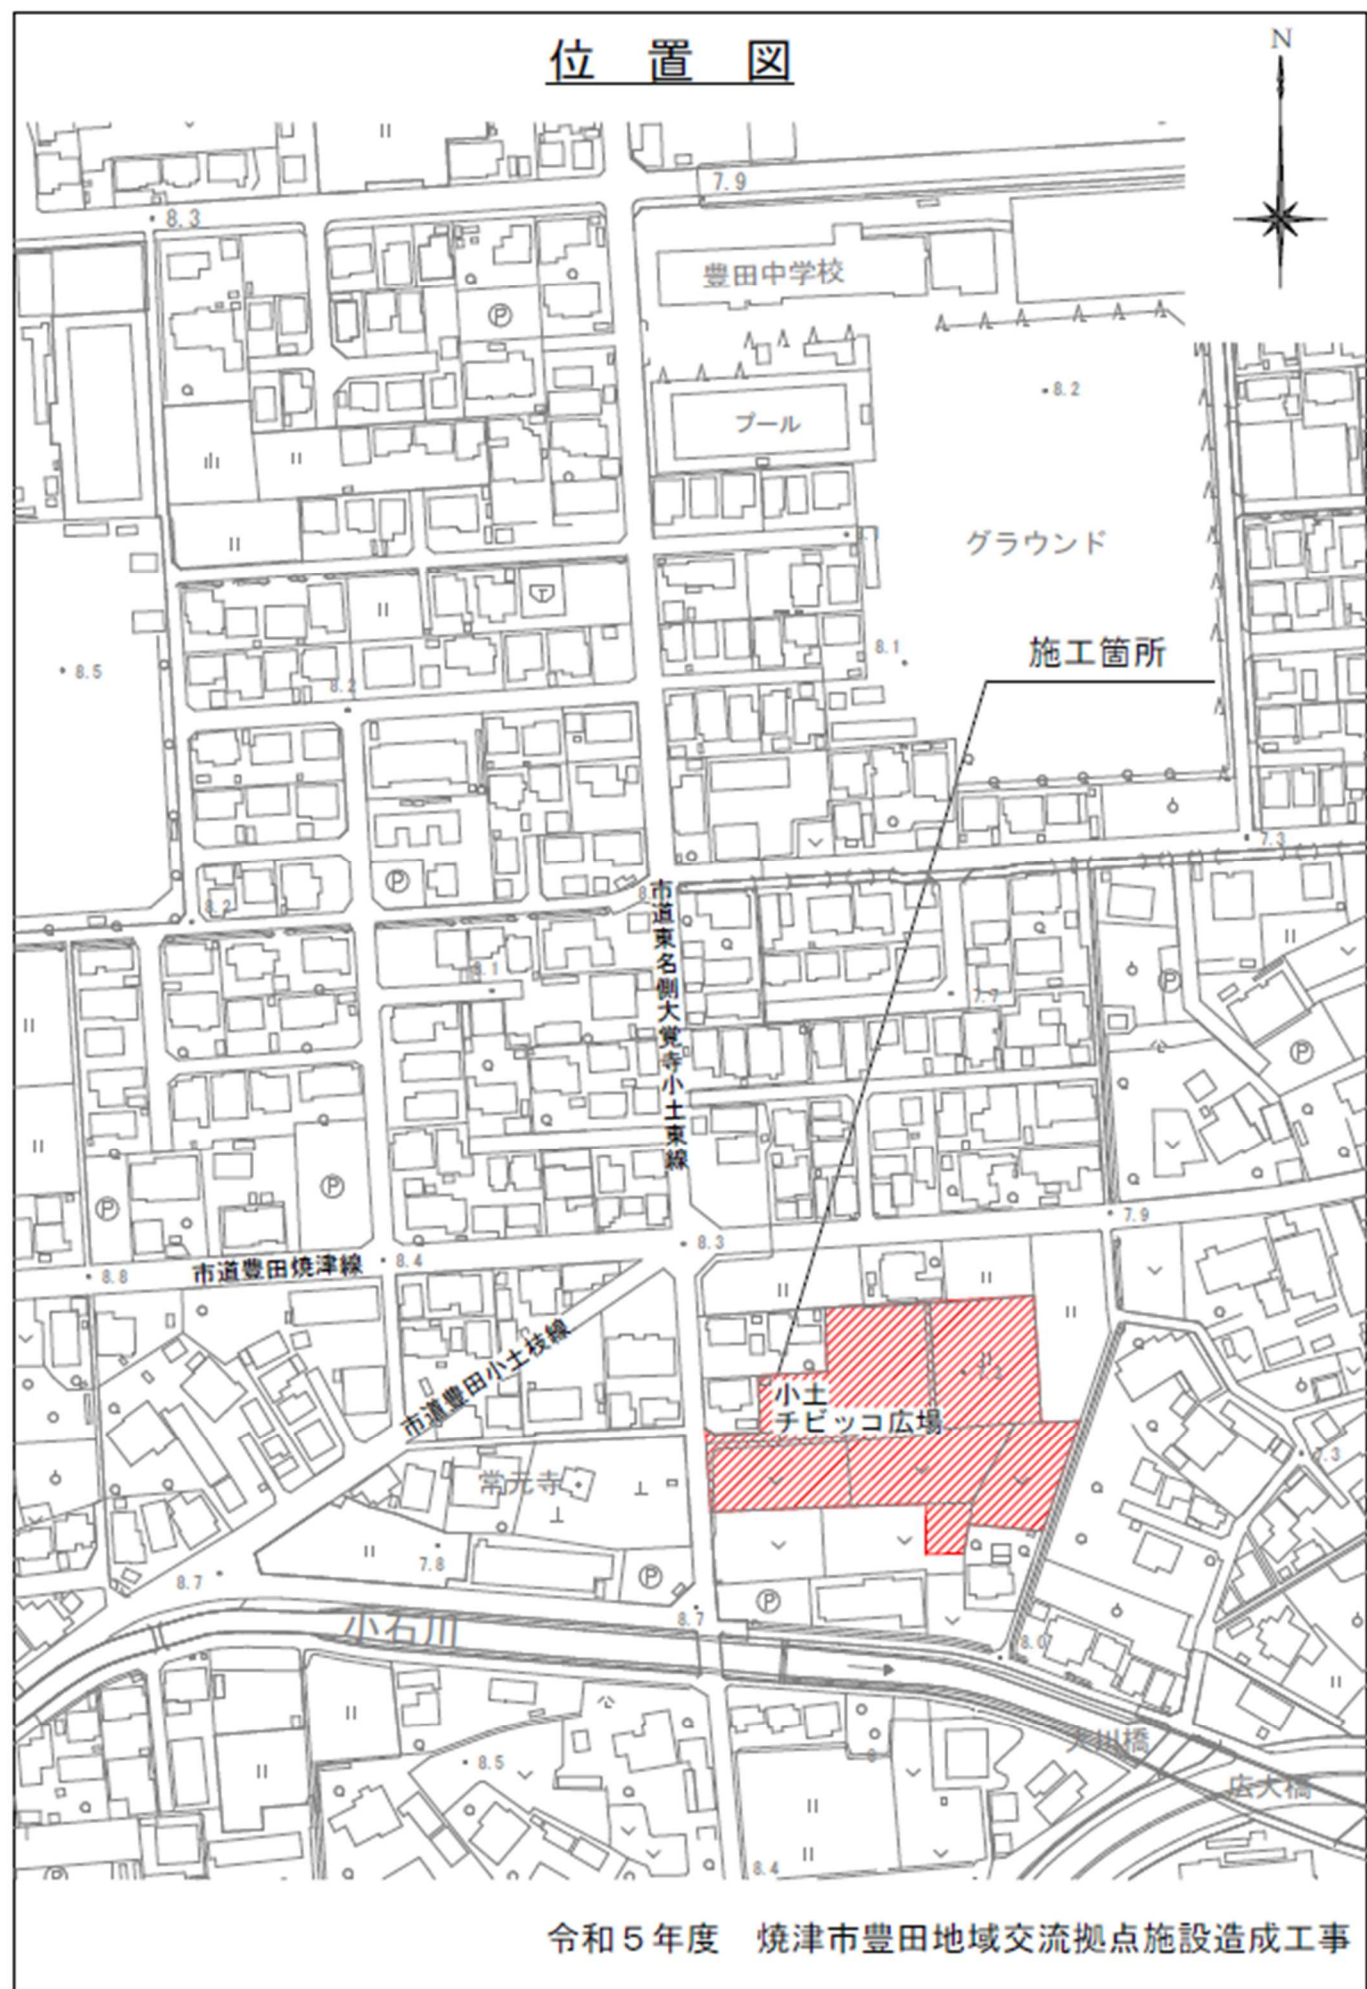 位 置 図
N
7.9
8.3
豊田中学校
Ⓟ
8.2
プール
グラウンド
8.1
施工箇所
8.5
8.2
7.3
Ⓟ
8.2
市道東名側大覚寺小土東線
8.1
7.7
Ⓟ
Ⓟ
Ⓟ
Ⓟ
7.9
8.3
8.4
市道豊田焼津線
8.8
市道豊田小土枝線
小土
チビッコ広場
7.3
常元寺
7.8
8.7
Ⓟ
Ⓟ
8.7
小石川
8.0
広大橋
8.5
8.4
Ⓟ
令和５年度 焼津市豊田地域交流拠点施設造成工事